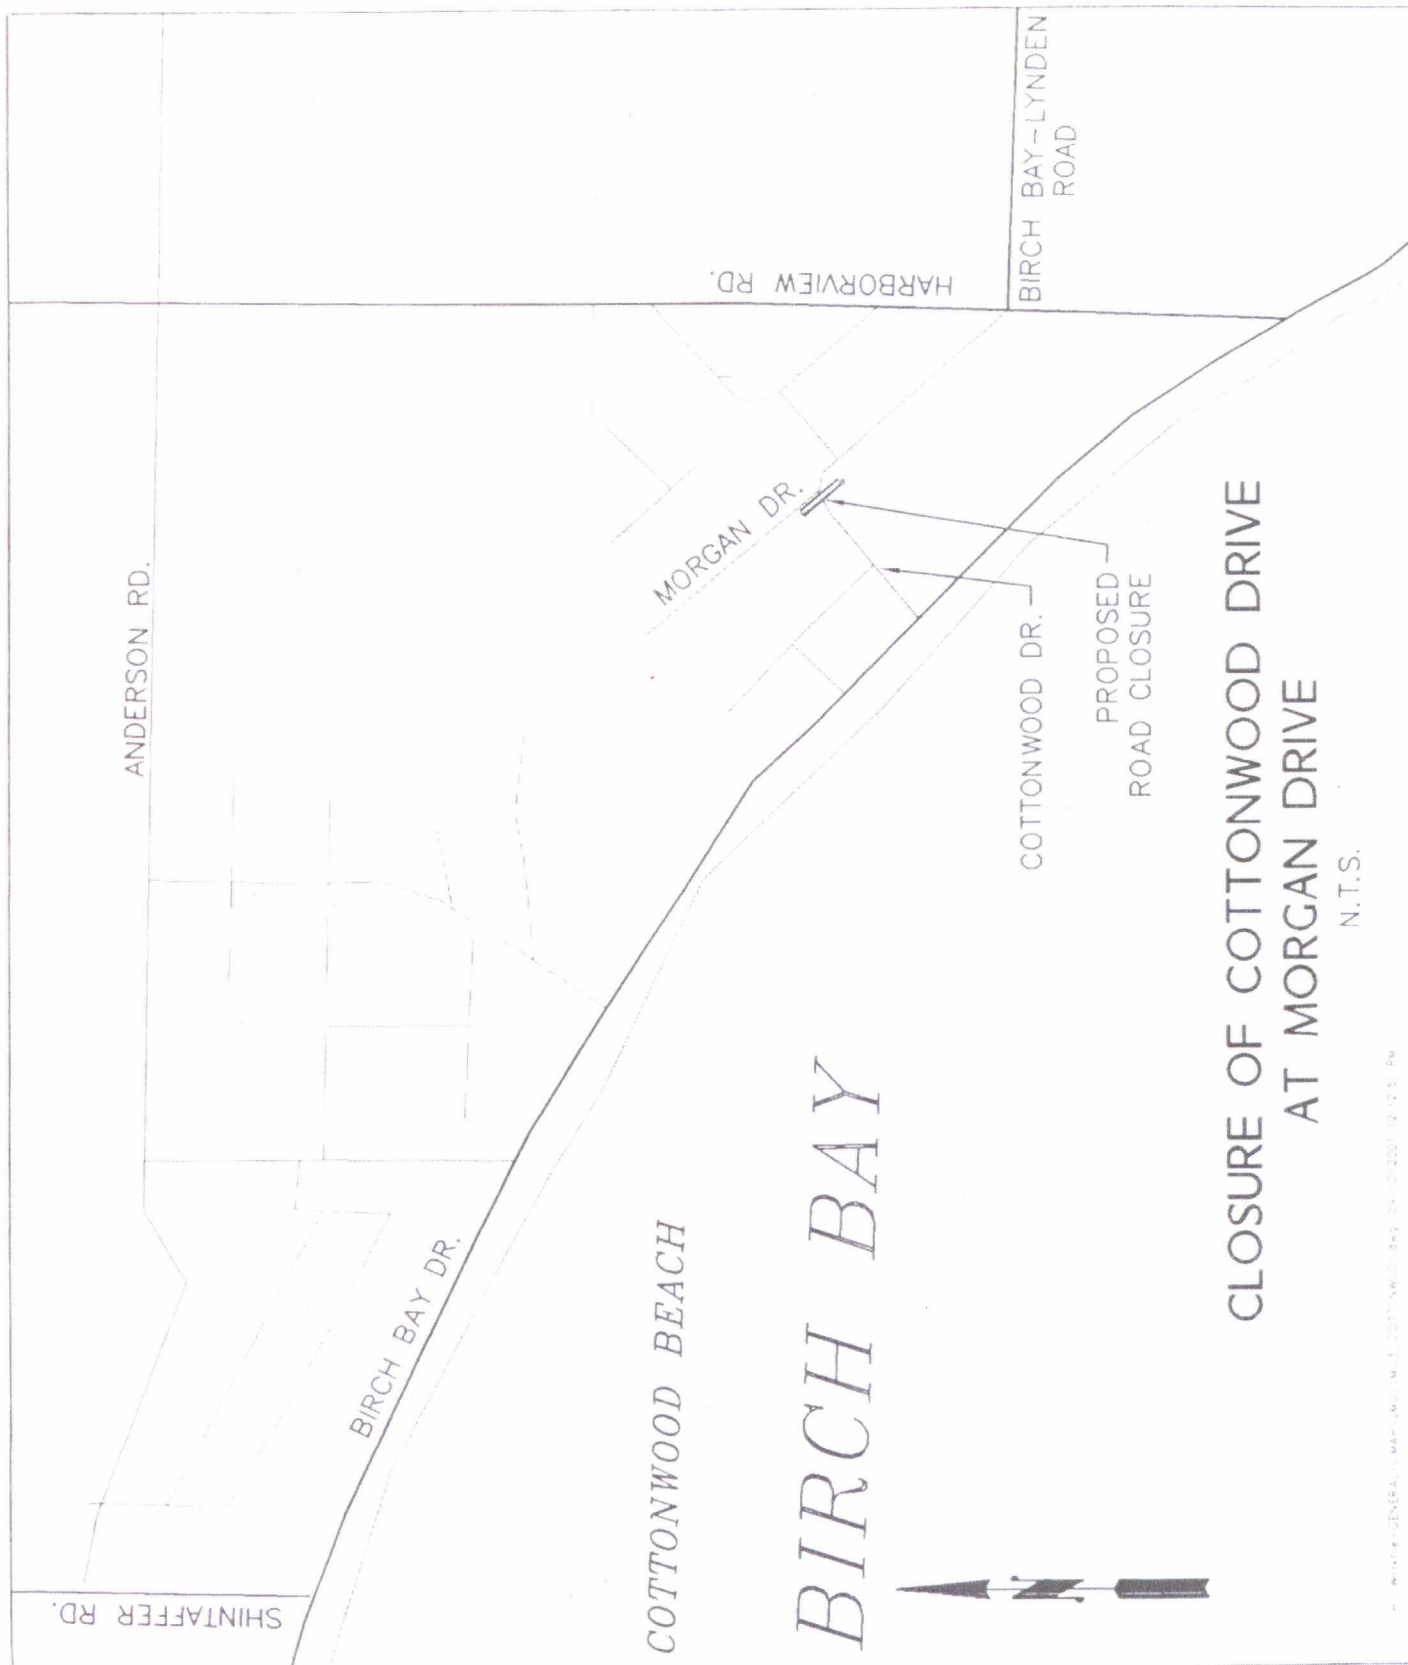 SHINTAFFER RD.
ANDERSON RD.
BIRCH BAY DR.
HARBORVIEW RD.
MORGAN DR.
BIRCH BAY-LYNDEN
ROAD
COTTONWOOD BEACH
BIRCH BAY
COTTONWOOD DR.
PROPOSED
ROAD CLOSURE
CLOSURE OF COTTONWOOD DRIVE
AT MORGAN DRIVE
N.T.S.